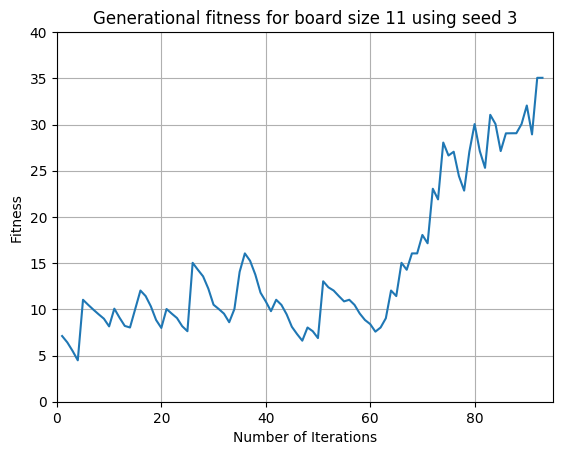 Generational fitness for board size 11 using seed 3
40
35
30
25
20
15
10
5
0
Fitness
0 20 40 60 80
Number of Iterations